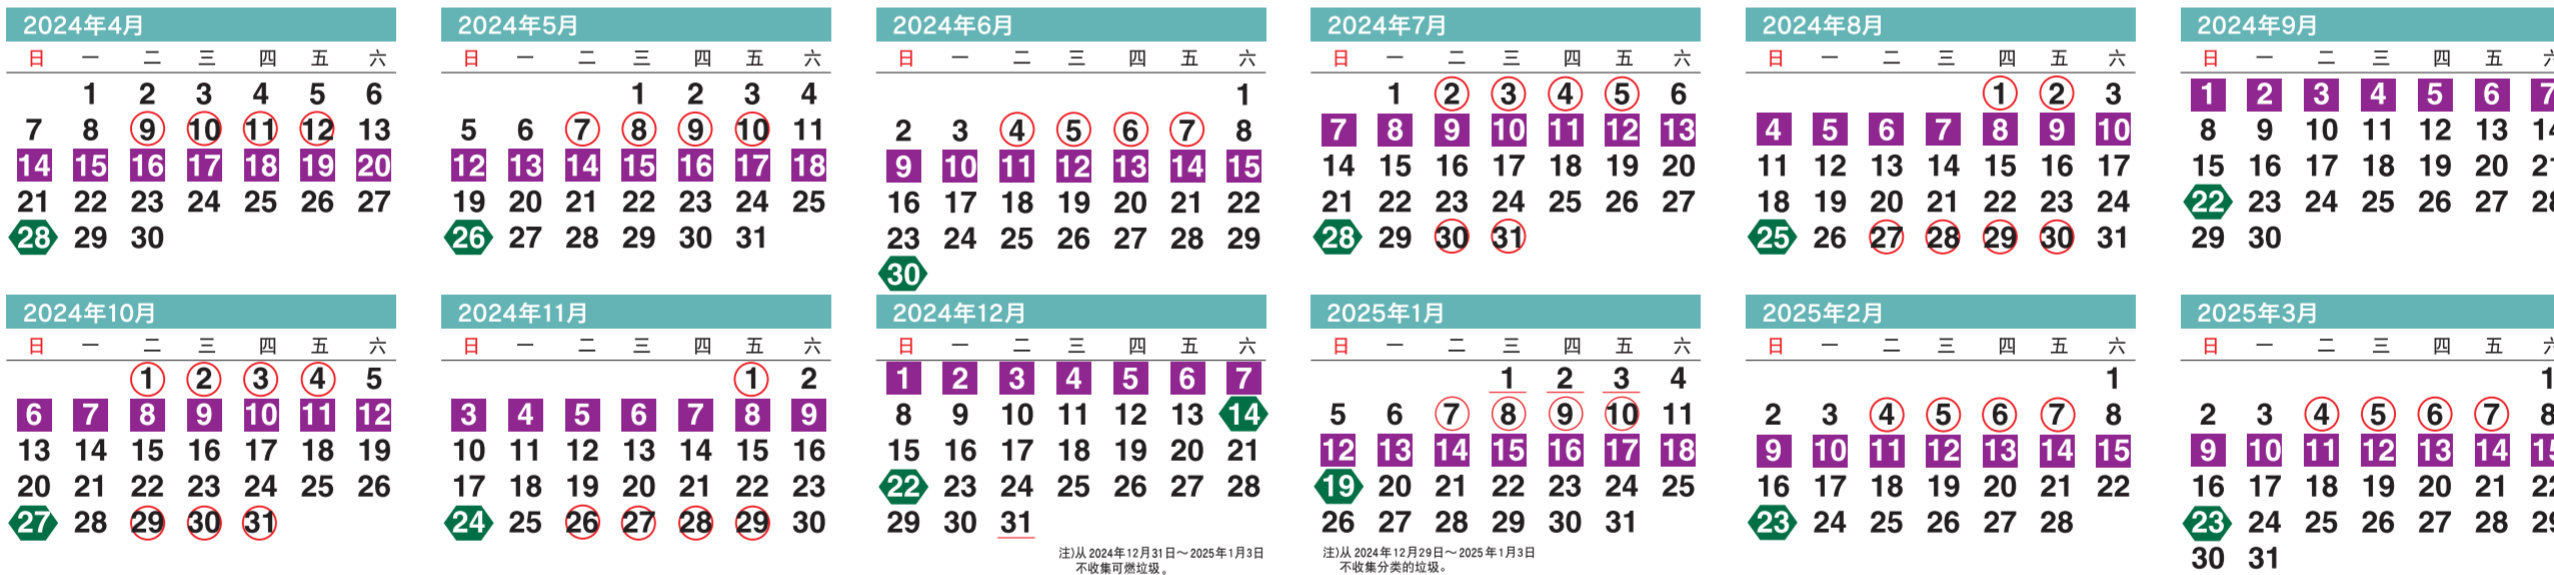 2024年4月
日 一 二 三 四 五 六
1 2 3 4 5 6
7 8 9 10 11 12 13
14 15 16 17 18 19 20
21 22 23 24 25 26 27
28 29 30
2024年5月
日 一 二 三 四 五 六
1 2 3 4
5 6 7 8 9 10 11
12 13 14 15 16 17 18
19 20 21 22 23 24 25
26 27 28 29 30 31
2024年6月
日 一 二 三 四 五 六
1
2 3 4 5 6 7 8
9 10 11 12 13 14 15
16 17 18 19 20 21 22
23 24 25 26 27 28 29
30
2024年7月
日 一 二 三 四 五 六
1 2 3 4 5 6
7 8 9 10 11 12 13
14 15 16 17 18 19 20
21 22 23 24 25 26 27
28 29 30 31
2024年8月
日 一 二 三 四 五 六
1 2 3
4 5 6 7 8 9 10
11 12 13 14 15 16 17
18 19 20 21 22 23 24
25 26 27 28 29 30 31
2024年9月
日 一 二 三 四 五 六
1 2 3 4 5 6 7
8 9 10 11 12 13 14
15 16 17 18 19 20 21
22 23 24 25 26 27 28
29 30
2024年10月
日 一 二 三 四 五 六
1 2 3 4 5
6 7 8 9 10 11 12
13 14 15 16 17 18 19
20 21 22 23 24 25 26
27 28 29 30 31
2024年11月
日 一 二 三 四 五 六
1 2
3 4 5 6 7 8 9
10 11 12 13 14 15 16
17 18 19 20 21 22 23
24 25 26 27 28 29 30
2024年12月
日 一 二 三 四 五 六
1 2 3 4 5 6 7
8 9 10 11 12 13 14
15 16 17 18 19 20 21
22 23 24 25 26 27 28
29 30 31
注)从2024年12月31日～2025年1月3日
不收集可燃垃圾。
2025年1月
日 一 二 三 四 五 六
1 2 3 4
5 6 7 8 9 10 11
12 13 14 15 16 17 18
19 20 21 22 23 24 25
26 27 28 29 30 31
注)从2024年12月29日～2025年1月3日
不收集分类的垃圾。
2025年2月
日 一 二 三 四 五 六
1
2 3 4 5 6 7 8
9 10 11 12 13 14 15
16 17 18 19 20 21 22
23 24 25 26 27 28
2025年3月
日 一 二 三 四 五 六
1
2 3 4 5 6 7 8
9 10 11 12 13 14 15
16 17 18 19 20 21 22
23 24 25 26 27 28 29
30 31